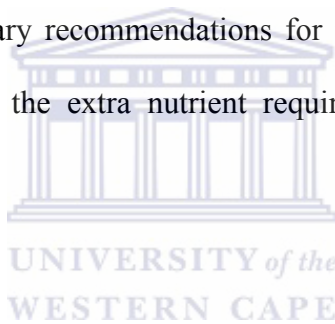 ary recommendations for
the extra nutrient requir
UNIVERSITY of the
WESTERN CAPE